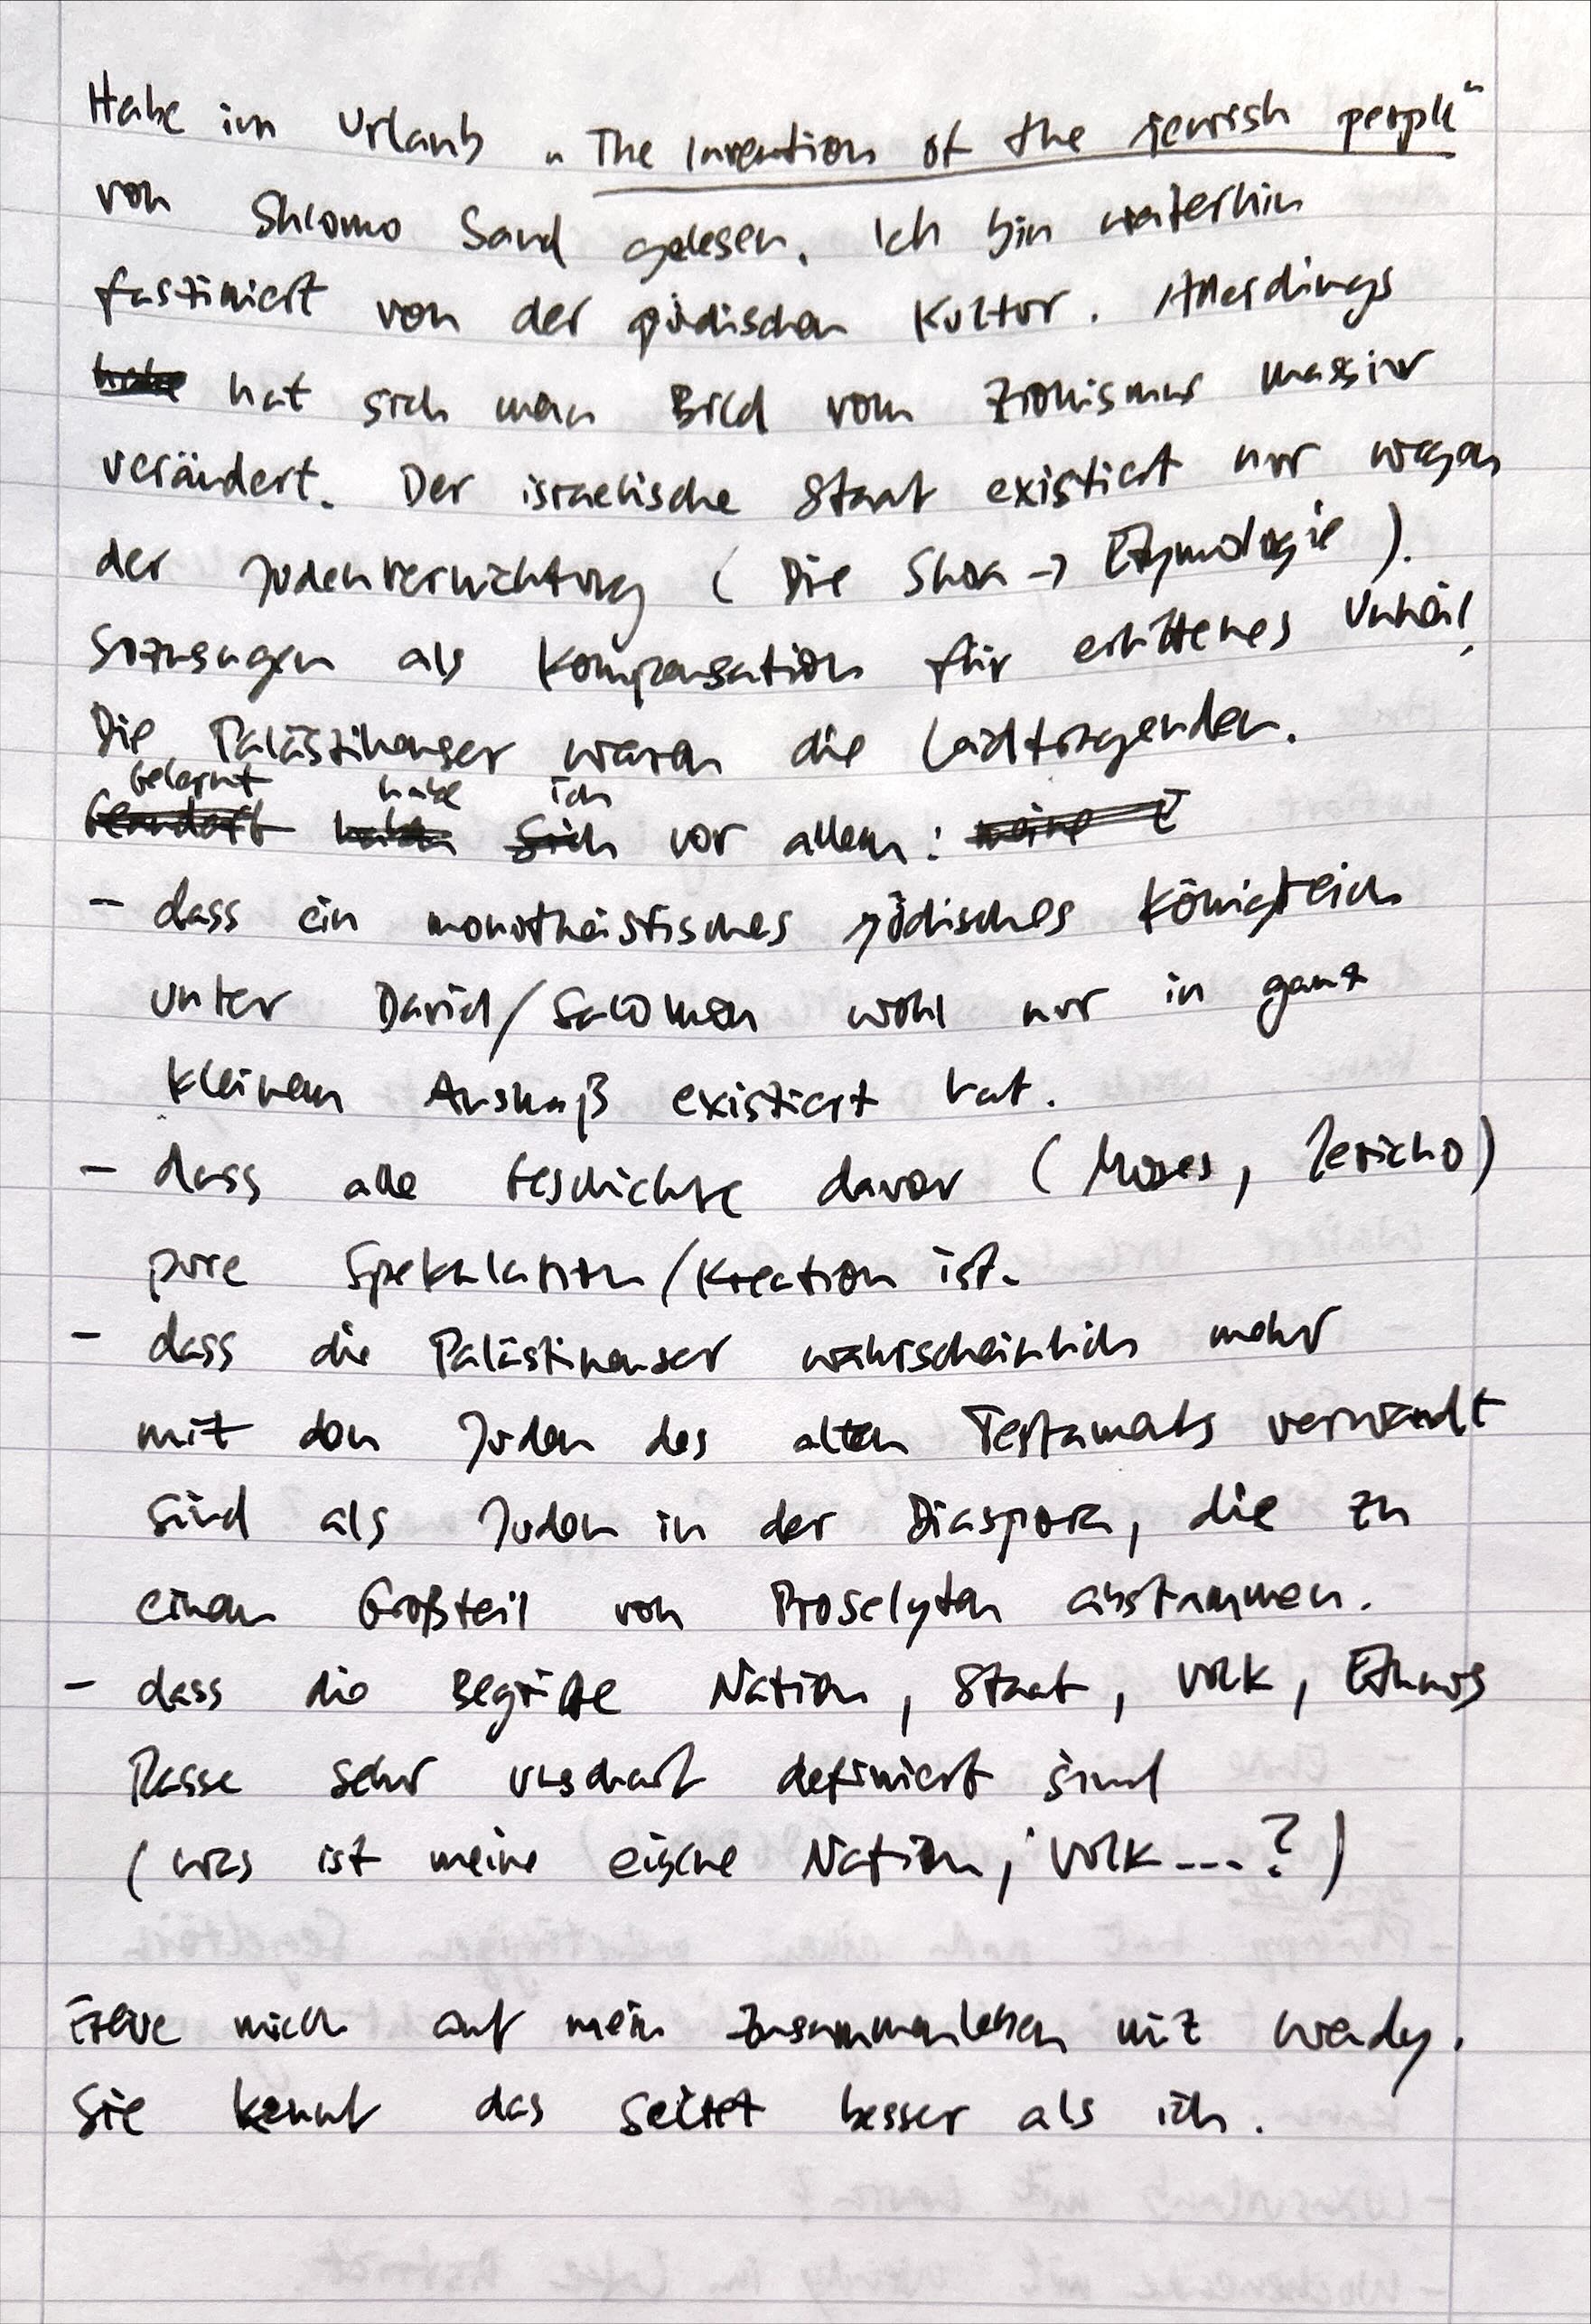 Habe im Urlaub „The Invention of the jewish people"
von Shlomo Sand gelesen. Ich bin weiterhin
fasziniert von der jüdischen Kultur. Allerdings
hat sich mein Bild vom Zionismus massiv
verändert. Der israelische Staat existiert nur wegen
der Judenvernichtung (Die Shoa → Etymologie).
Sozusagen als Kompensation für erlittenes Unheil,
Die Palästinenser waren die Leidtragenden.
Gelernt habe ich vor allem:
- dass ein monotheistisches jüdisches Königreich
unter David/Salomon wohl nur in ganz
kleinem Ausmaß existiert hat.
- dass alle Geschichte davor (Moses, Jericho)
pure Spekulation/Kreation ist.
- dass die Palästinenser wahrscheinlich mehr
mit den Juden des alten Testaments verwandt
sind als Juden in der Diaspora, die zu
einem Großteil von Proselyten abstammen.
- dass die Begriffe Nation, Staat, Volk, Ethnos
Rasse sehr unscharf definiert sind
(was ist meine eigene Nation, Volk ---. ?)
Freue mich auf mein Zusammenleben mit Wendy.
Sie kennt das besser als ich.